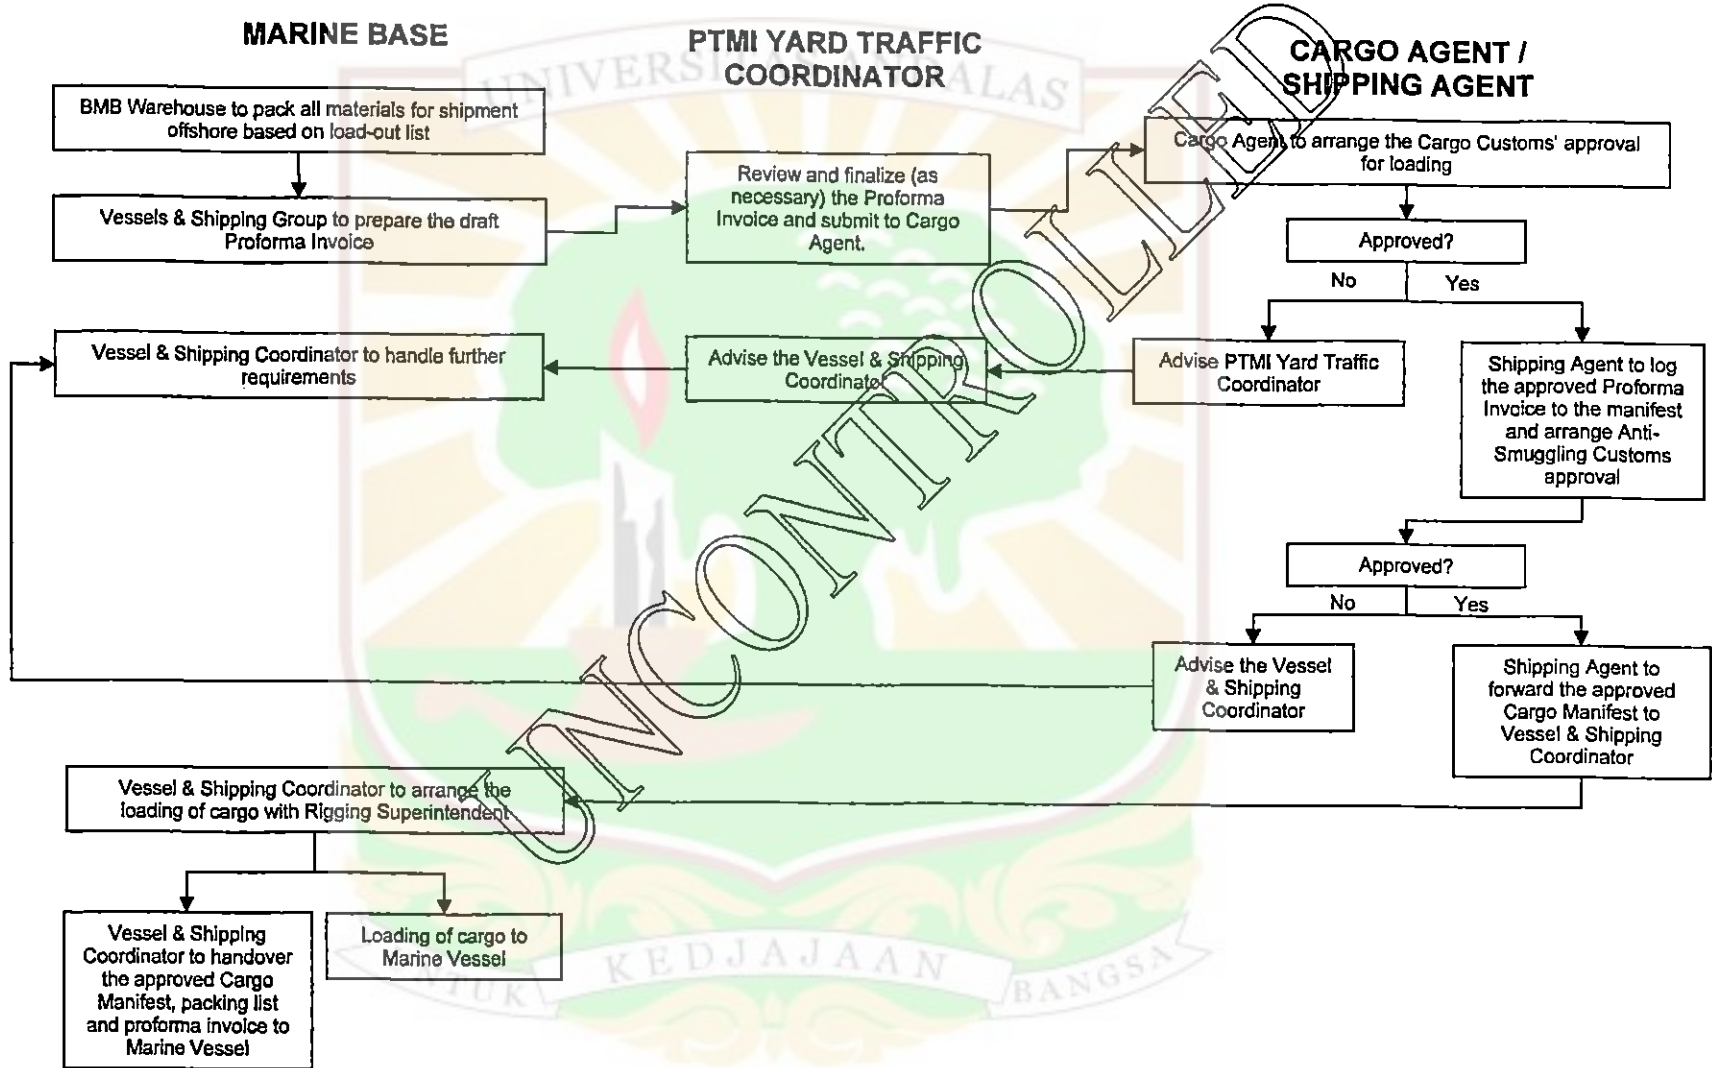 MARINE BASE
PTMI YARD TRAFFIC
COORDINATOR
CARGO AGENT /
SHIPPING AGENT
UNIVERSITAS ANDALAS
BMB Warehouse to pack all materials for shipment
offshore based on load-out list
Vessels & Shipping Group to prepare the draft
Proforma Invoice
Review and finalize (as
necessary) the Proforma
Invoice and submit to Cargo
Agent.
Cargo Agent to arrange the Cargo Customs' approval
for loading
Approved?
No
Yes
Vessel & Shipping Coordinator to handle further
requirements
Advise the Vessel & Shipping
Coordinator
Advise PTMI Yard Traffic
Coordinator
Shipping Agent to log
the approved Proforma
Invoice to the manifest
and arrange Anti-
Smuggling Customs
approval
Approved?
No
Yes
Advise the Vessel
& Shipping
Coordinator
Shipping Agent to
forward the approved
Cargo Manifest to
Vessel & Shipping
Coordinator
Vessel & Shipping Coordinator to arrange the
loading of cargo with Rigging Superintendent
Vessel & Shipping
Coordinator to handover
the approved Cargo
Manifest, packing list
and proforma invoice to
Marine Vessel
Loading of cargo to
Marine Vessel
UNCONTROLLED
UNTUK KEDJAJAAN BANGSA